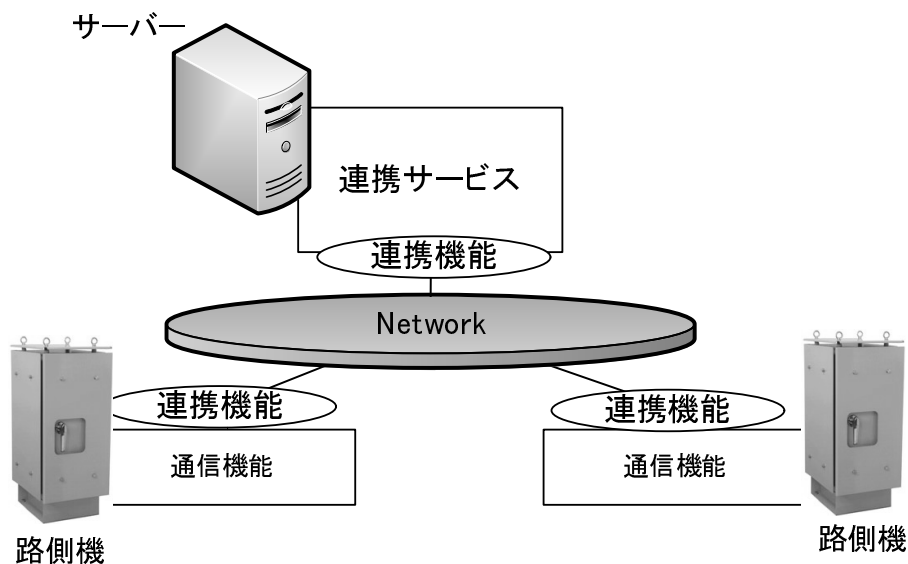 サーバー
連携サービス
連携機能
Network
連携機能
連携機能
通信機能
通信機能
路側機
路側機